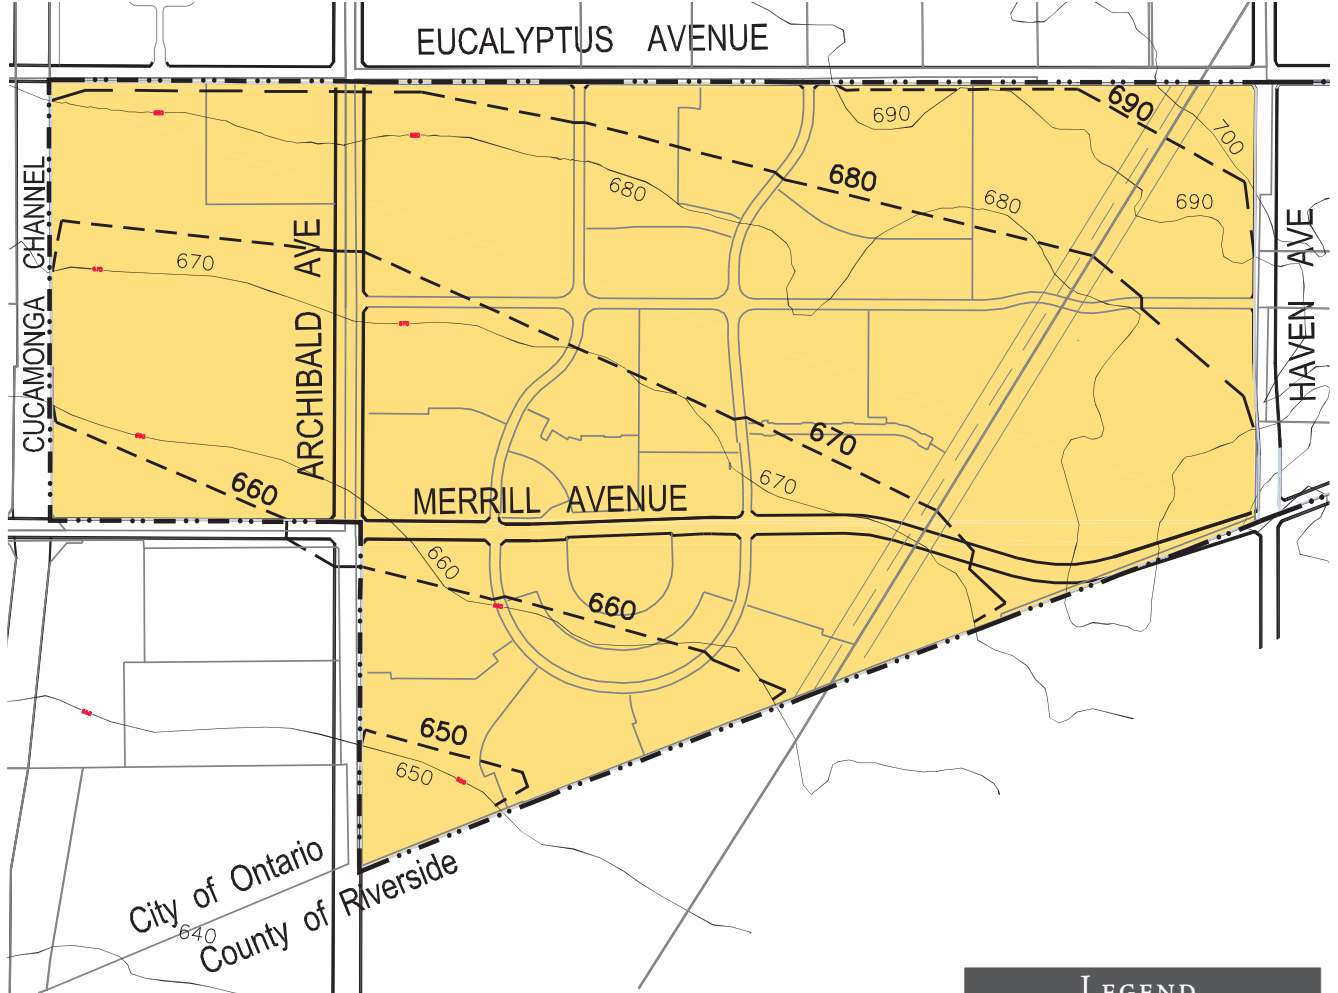 EUCALYPTUS AVENUE
690
690
700
680
680
680
690
CUCAMONGA CHANNEL
ARCHIBALD AVE
HAVEN AVE
670
670
670
660
MERRILL AVENUE
660
660
650
650
City of Ontario
County of Riverside
640
LEGEND